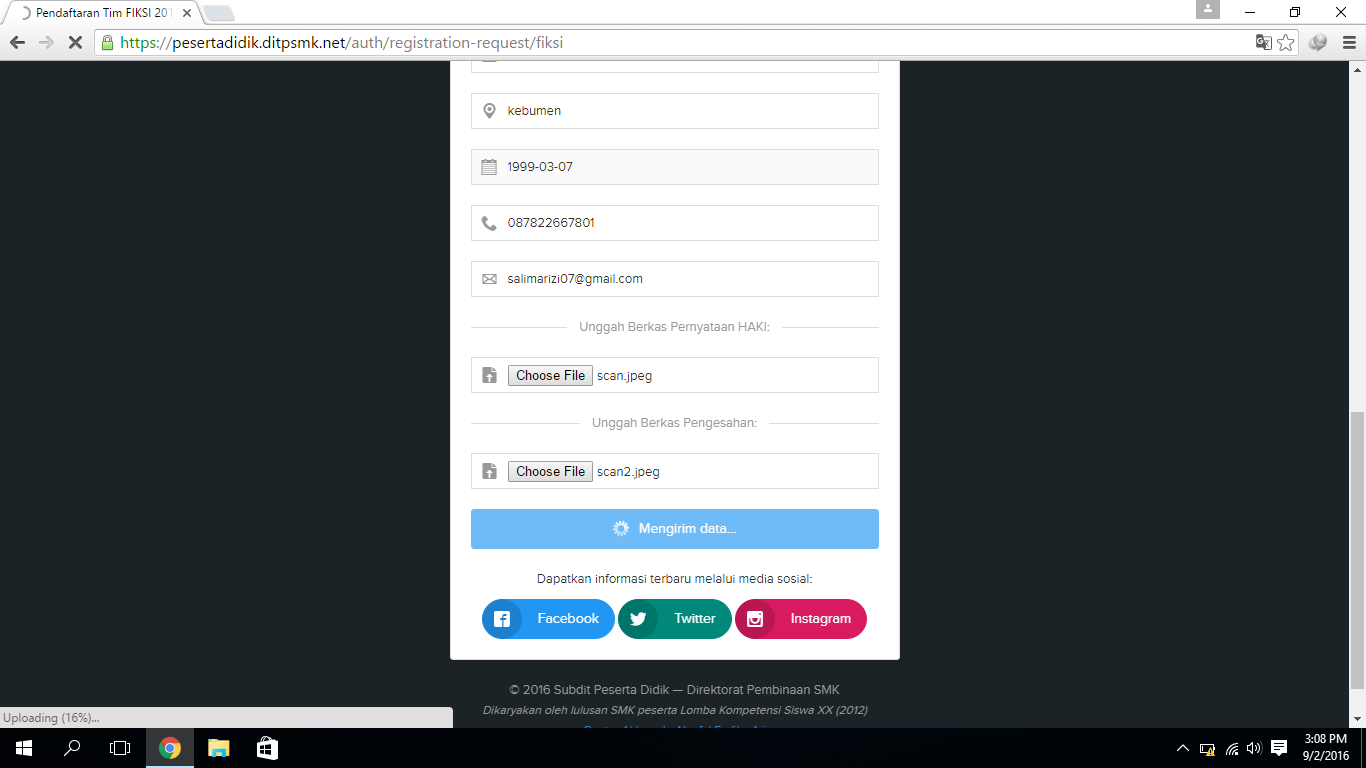 Pendaftaran Tim FIKSI 201
https://pesertadidik.ditpsmk.net/auth/registration-request/fiksi
kebumen
1999-03-07
087822667801
salimarizi07@gmail.com
Unggah Berkas Pernyataan HAKI:
Choose File scan.jpeg
Unggah Berkas Pengesahan:
Choose File scan2.jpeg
Mengirim data...
Dapatkan informasi terbaru melalui media sosial:
Facebook Twitter Instagram
© 2016 Subdit Peserta Didik — Direktorat Pembinaan SMK
Dikaryakan oleh lulusan SMK peserta Lomba Kompetensi Siswa XX (2012)
Uploading (16%)...
3:08 PM
9/2/2016